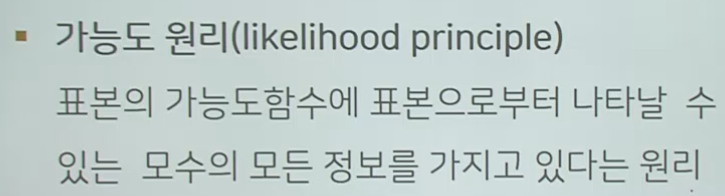 ▪ 가능도 원리(likelihood principle)
표본의 가능도함수에 표본으로부터 나타날 수
있는 모수의 모든 정보를 가지고 있다는 원리